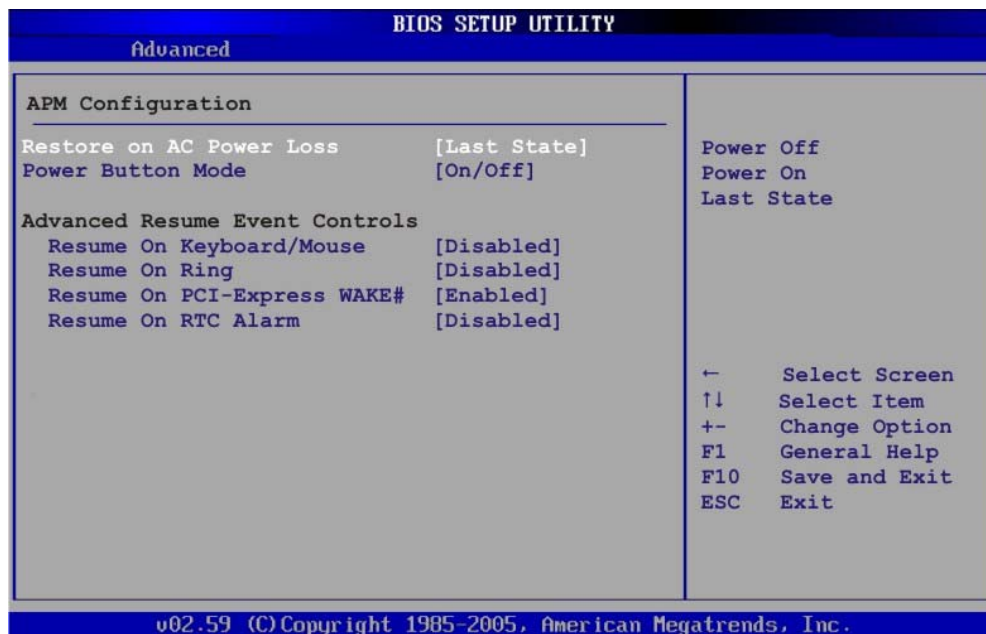 BIOS SETUP UTILITY
Advanced
APM Configuration
Restore on AC Power Loss [Last State]
Power Button Mode [On/Off]
Advanced Resume Event Controls
Resume On Keyboard/Mouse [Disabled]
Resume On Ring [Disabled]
Resume On PCI-Express WAKE# [Enabled]
Resume On RTC Alarm [Disabled]
Power Off
Power On
Last State
← Select Screen
↑↓ Select Item
+- Change Option
F1 General Help
F10 Save and Exit
ESC Exit
v02.59 (C)Copyright 1985-2005, American Megatrends, Inc.